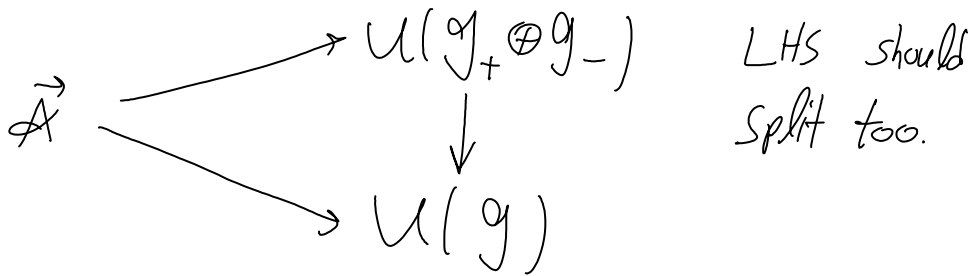 U(g₊ ⊕ g₋)
LHS should
split too.
A⃗
U(g)